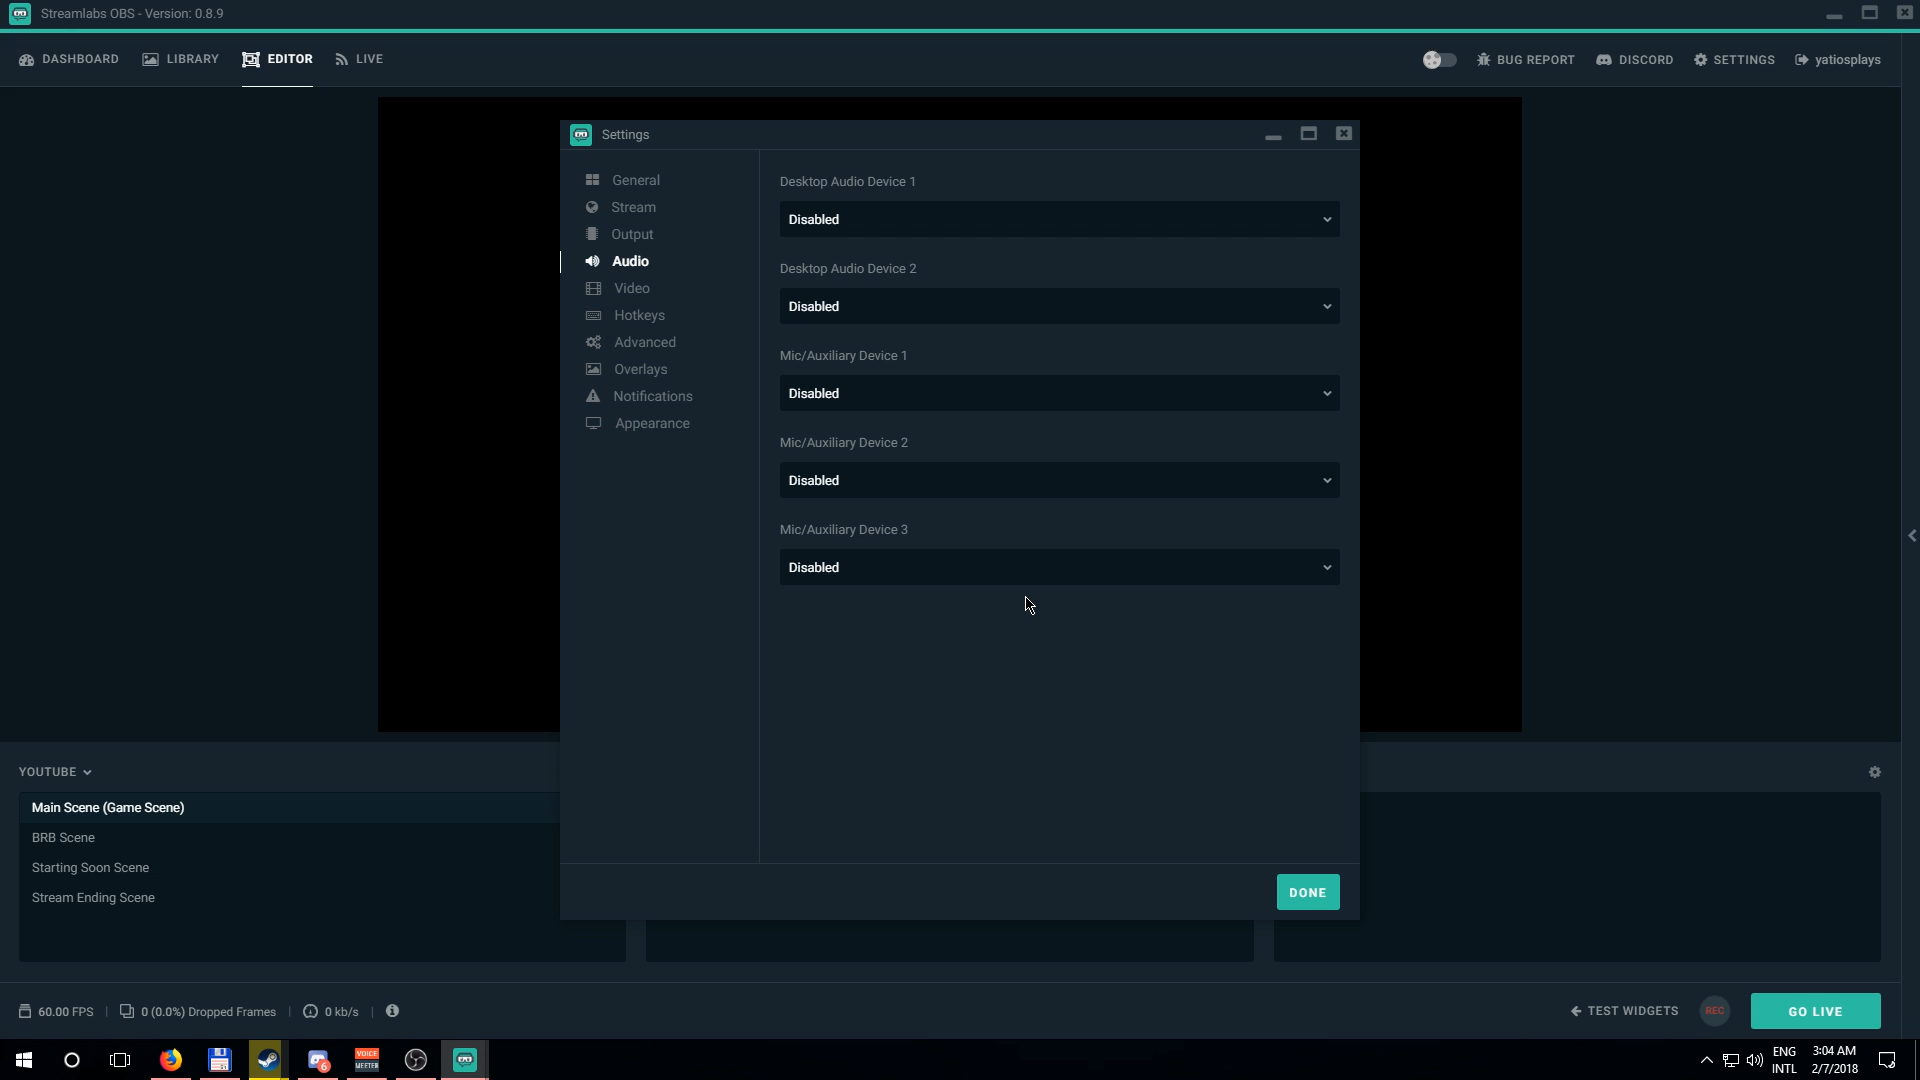 Streamlabs OBS - Version: 0.8.9
DASHBOARD
LIBRARY
EDITOR
LIVE
BUG REPORT
DISCORD
SETTINGS
yatiosplays
Settings
General
Stream
Output
Audio
Video
Hotkeys
Advanced
Overlays
Notifications
Appearance
Desktop Audio Device 1
Disabled
Desktop Audio Device 2
Disabled
Mic/Auxiliary Device 1
Disabled
Mic/Auxiliary Device 2
Disabled
Mic/Auxiliary Device 3
Disabled
DONE
YOUTUBE
Main Scene (Game Scene)
BRB Scene
Starting Soon Scene
Stream Ending Scene
60.00 FPS
0 (0.0%) Dropped Frames
0 kb/s
TEST WIDGETS
REC
GO LIVE
6
VOICE
MEETER
ENG
INTL
3:04 AM
2/7/2018